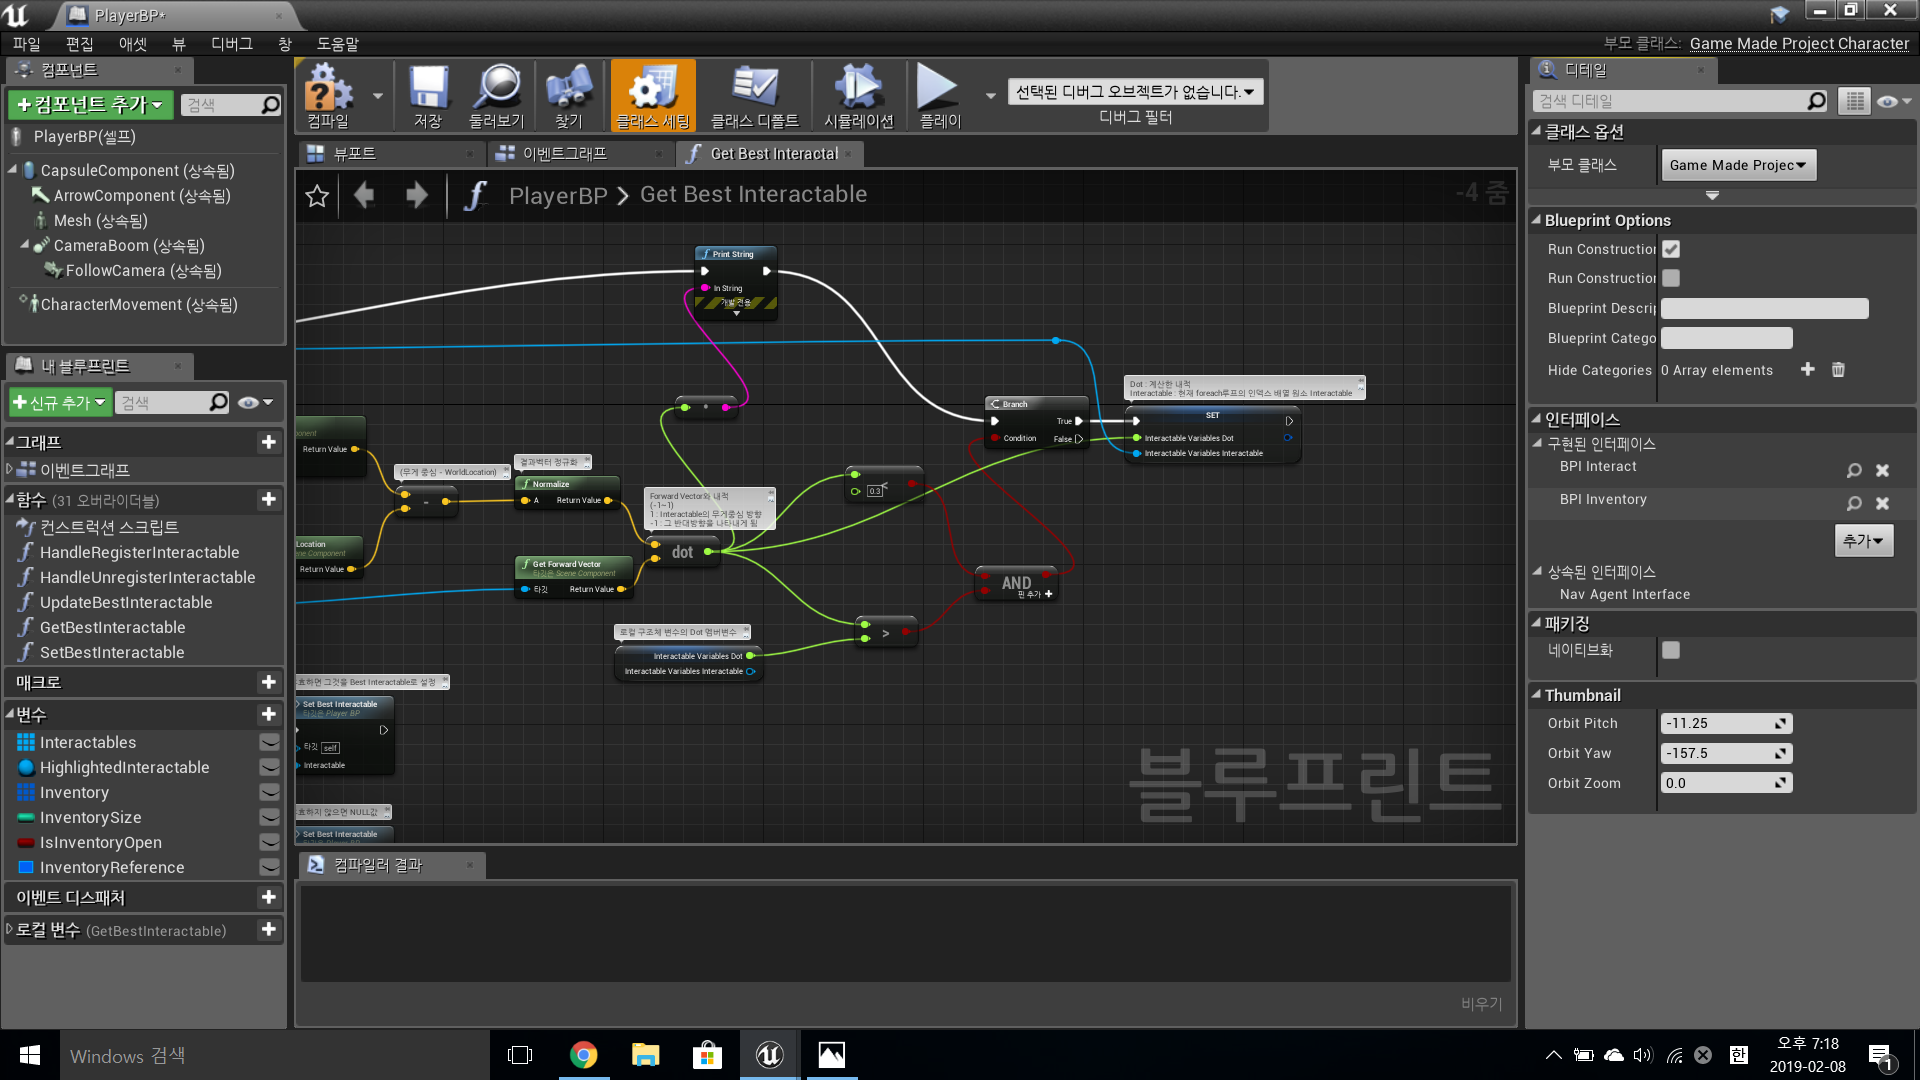 PlayerBP*
파일 편집 애셋 뷰 디버그 창 도움말
부모 클래스: Game Made Project Character
컴포넌트
+컴포넌트 추가
검색
PlayerBP(셀프)
CapsuleComponent (상속됨)
ArrowComponent (상속됨)
Mesh (상속됨)
CameraBoom (상속됨)
FollowCamera (상속됨)
CharacterMovement (상속됨)
내 블루프린트
+신규 추가
검색
그래프
이벤트그래프
함수 (31 오버라이더블)
컨스트럭션 스크립트
HandleRegisterInteractable
HandleUnregisterInteractable
UpdateBestInteractable
GetBestInteractable
SetBestInteractable
매크로
변수
Interactables
HighlightedInteractable
Inventory
InventorySize
IsInventoryOpen
InventoryReference
이벤트 디스패처
로컬 변수 (GetBestInteractable)
컴파일
저장
둘러보기
찾기
클래스 세팅
클래스 디폴트
시뮬레이션
플레이
선택된 디버그 오브젝트가 없습니다.
디버그 필터
뷰포트
이벤트그래프
Get Best Interactal
PlayerBP > Get Best Interactable
-4 줌
Print String
In String
개발 전용
Dot : 계산한 내적
Interactable : 현재 foreach루프의 인덱스 배열 원소 Interactable
Branch
True
Condition
False
SET
Interactable Variables Dot
Interactable Variables Interactable
ponent
Return Value
(무게 중심 - WorldLocation)
-
결과벡터 정규화
Normalize
A
Return Value
Forward Vector와 내적
(-1~1)
1 : Interactable의 무게중심 방향
-1 : 그 반대방향을 나타내게 됨
0.3
<
Location
ne Component
Return Value
Get Forward Vector
타깃은 Scene Component
타깃
Return Value
dot
AND
핀 추가 +
>
로컬 구조체 변수의 Dot 멤버변수
Interactable Variables Dot
Interactable Variables Interactable
효하면 그것을 Best Interactable로 설정
Set Best Interactable
타깃은 Player BP
타깃 self
Interactable
효하지 않으면 NULL값
Set Best Interactable
타깃은 Player BP
블루프린트
컴파일러 결과
비우기
디테일
검색 디테일
클래스 옵션
부모 클래스
Game Made Projec
Blueprint Options
Run Construction
Run Construction
Blueprint Descrip
Blueprint Catego
Hide Categories
0 Array elements
인터페이스
구현된 인터페이스
BPI Interact
BPI Inventory
추가
상속된 인터페이스
Nav Agent Interface
패키징
네이티브화
Thumbnail
Orbit Pitch
-11.25
Orbit Yaw
-157.5
Orbit Zoom
0.0
Windows 검색
한
오후 7:18
2019-02-08
1